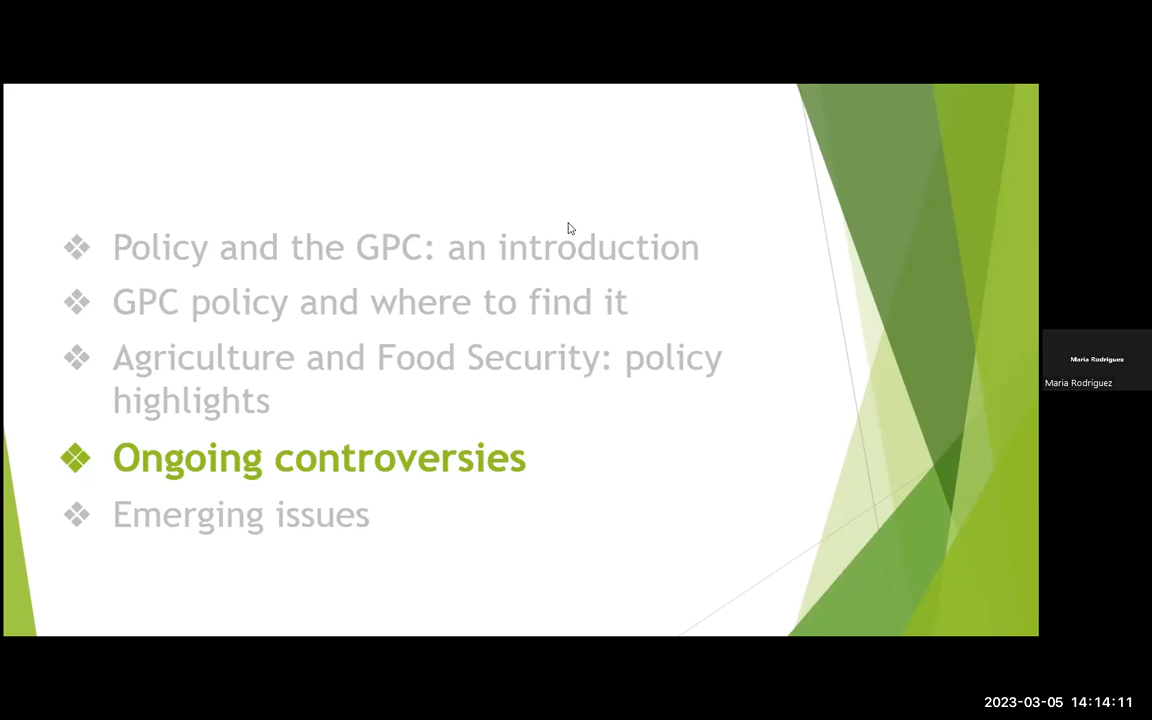 ❖ Policy and the GPC: an introduction
❖ GPC policy and where to find it
❖ Agriculture and Food Security: policy
highlights
❖ Ongoing controversies
❖ Emerging issues
Maria Rodriguez
Maria Rodriguez
2023-03-05 14:14:11